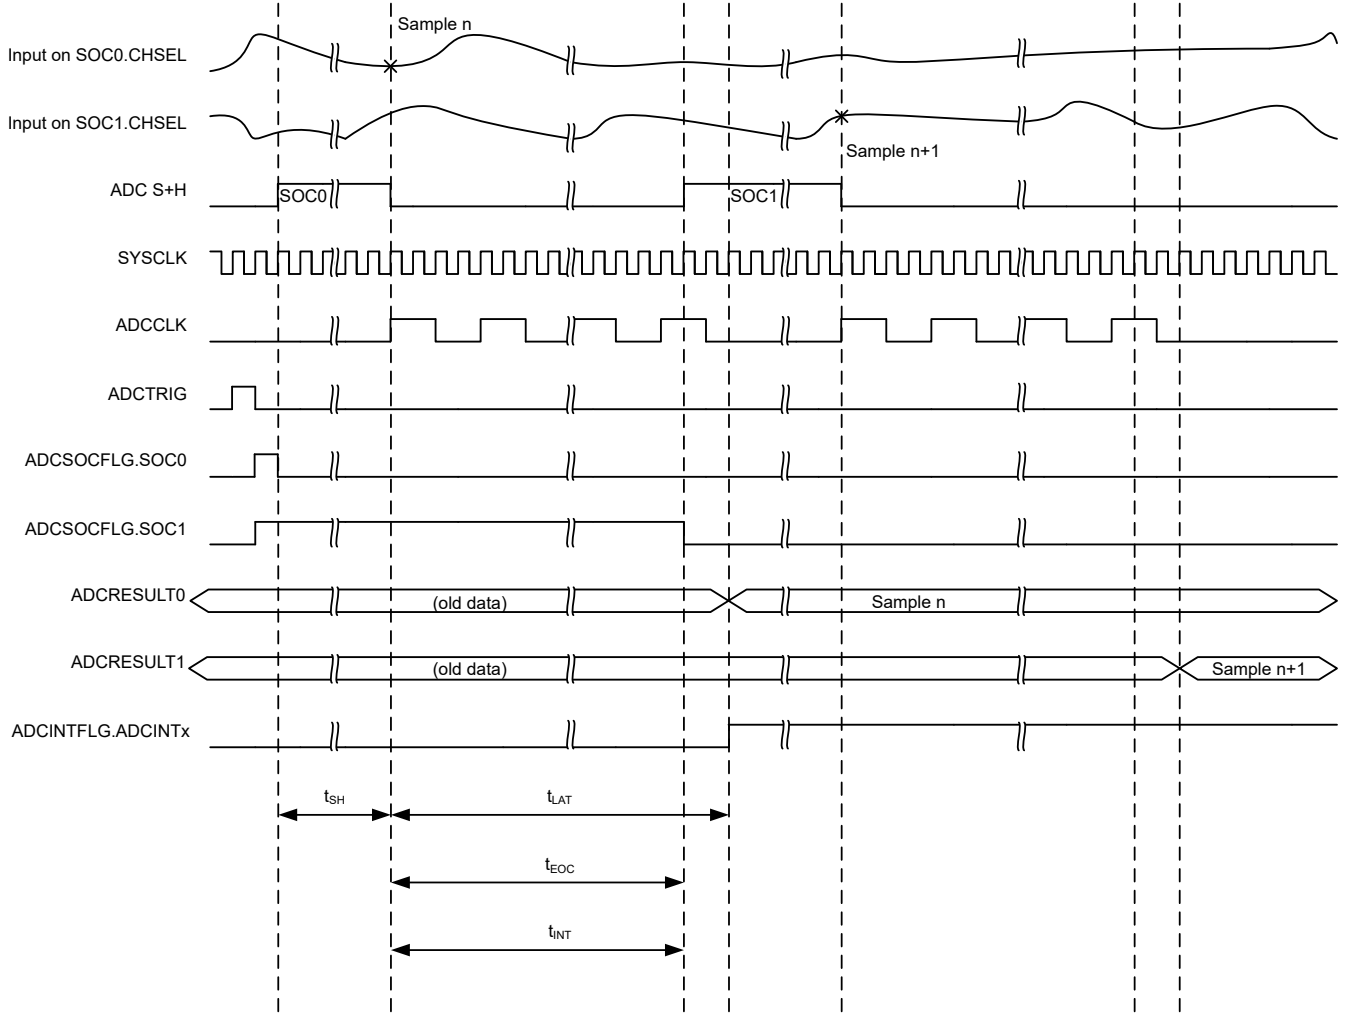 Sample n
Input on SOC0.CHSEL
Input on SOC1.CHSEL
Sample n+1
ADC S+H
SOC0
SOC1
SYSCLK
ADCCLK
ADCTRIG
ADCSOCFLG.SOC0
ADCSOCFLG.SOC1
ADCRESULT0
(old data)
Sample n
ADCRESULT1
(old data)
Sample n+1
ADCINTFLG.ADCINTx
tSH
tLAT
tEOC
tINT